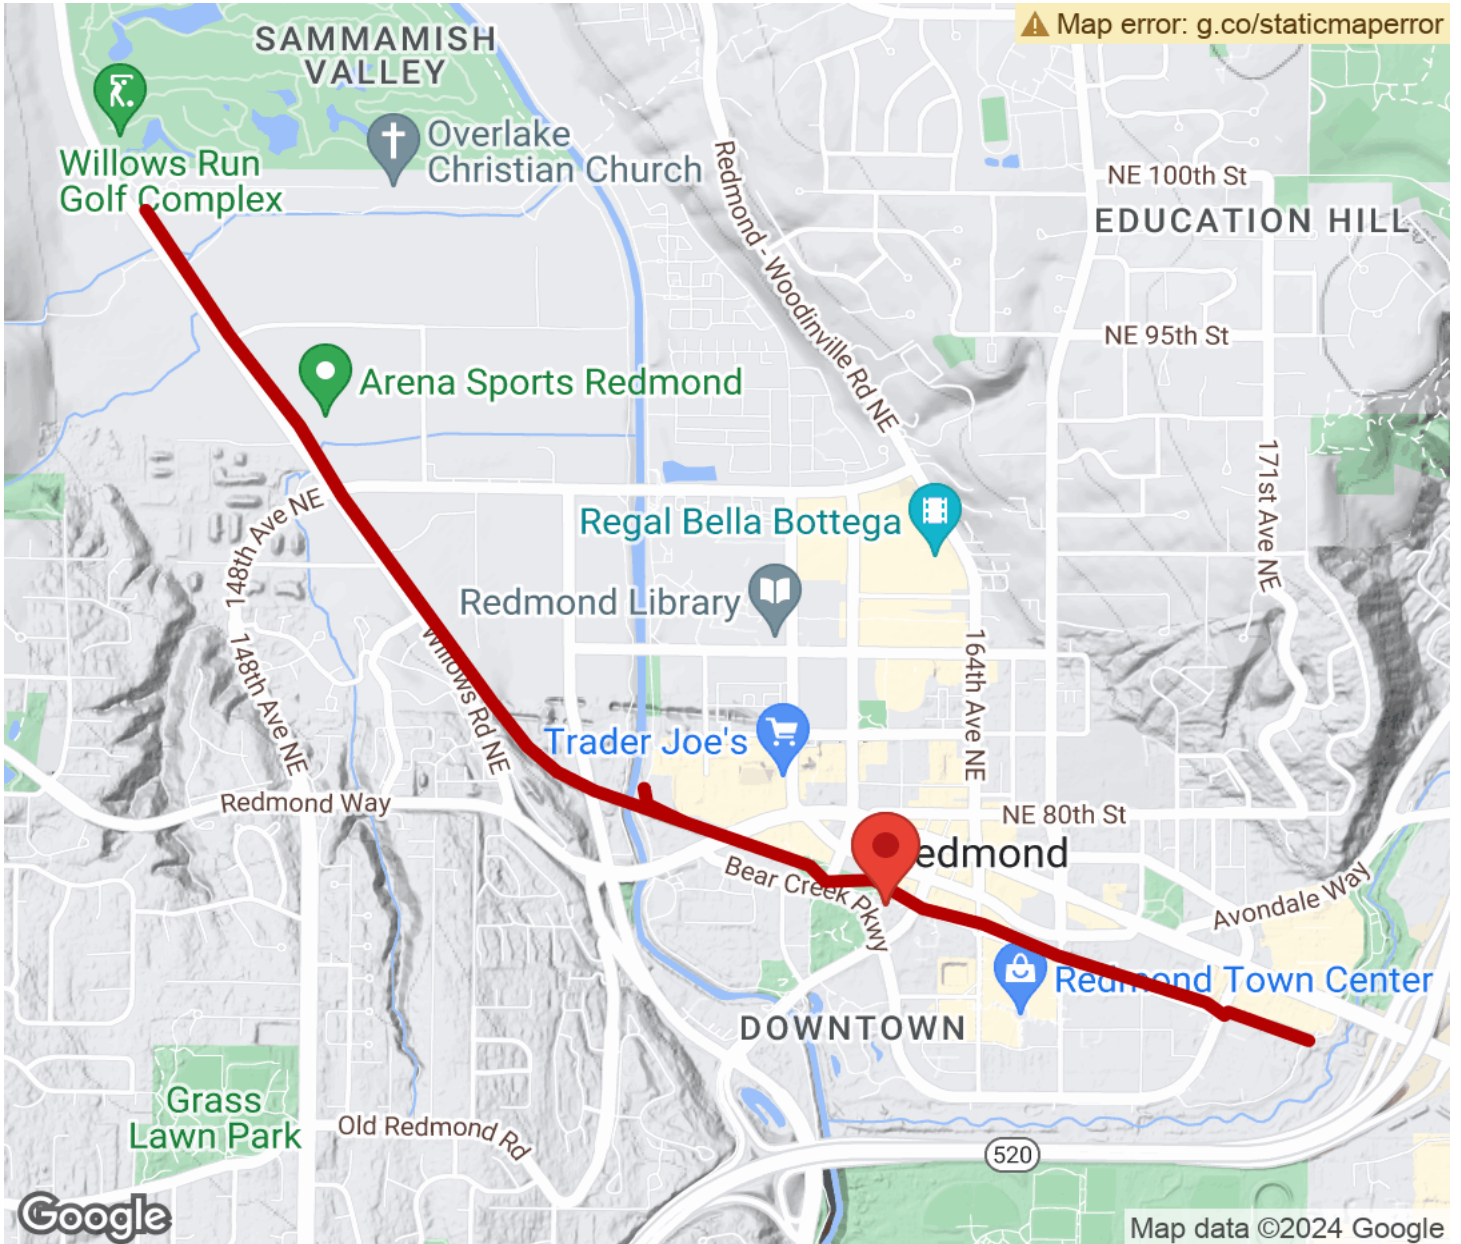 Map error: g.co/staticmaperror
SAMMAMISH
VALLEY
Overlake
Christian Church
Willows Run
Golf Complex
Redmond - Woodinville Rd NE
NE 100th St
EDUCATION HILL
NE 95th St
Arena Sports Redmond
171st Ave NE
148th Ave NE
Regal Bella Bottega
Redmond Library
148th Ave NE
Willows Rd NE
164th Ave NE
Trader Joe's
Redmond Way
NE 80th St
edmond
Bear Creek Pkwy
Avondale Way
Redmond Town Center
DOWNTOWN
Grass
Lawn Park
Old Redmond Rd
520
Google
Map data ©2024 Google